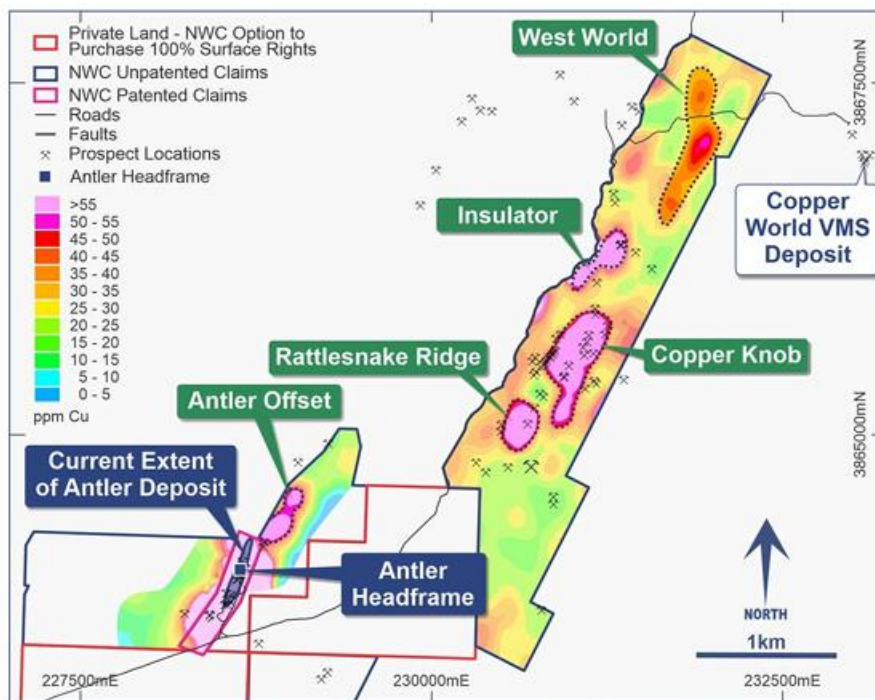 Private Land - NWC Option to
Purchase 100% Surface Rights
NWC Unpatented Claims
NWC Patented Claims
Roads
Faults
Prospect Locations
Antler Headframe
>55
50 - 55
45 - 50
40 - 45
35 - 40
30 - 35
25 - 30
20 - 25
15 - 20
10 - 15
5 - 10
0 - 5
ppm Cu
West World
3867500mN
Copper
World VMS
Deposit
Insulator
Rattlesnake Ridge
Copper Knob
Antler Offset
3865000mN
Current Extent
of Antler Deposit
Antler
Headframe
NORTH
1km
227500mE
230000mE
232500mE